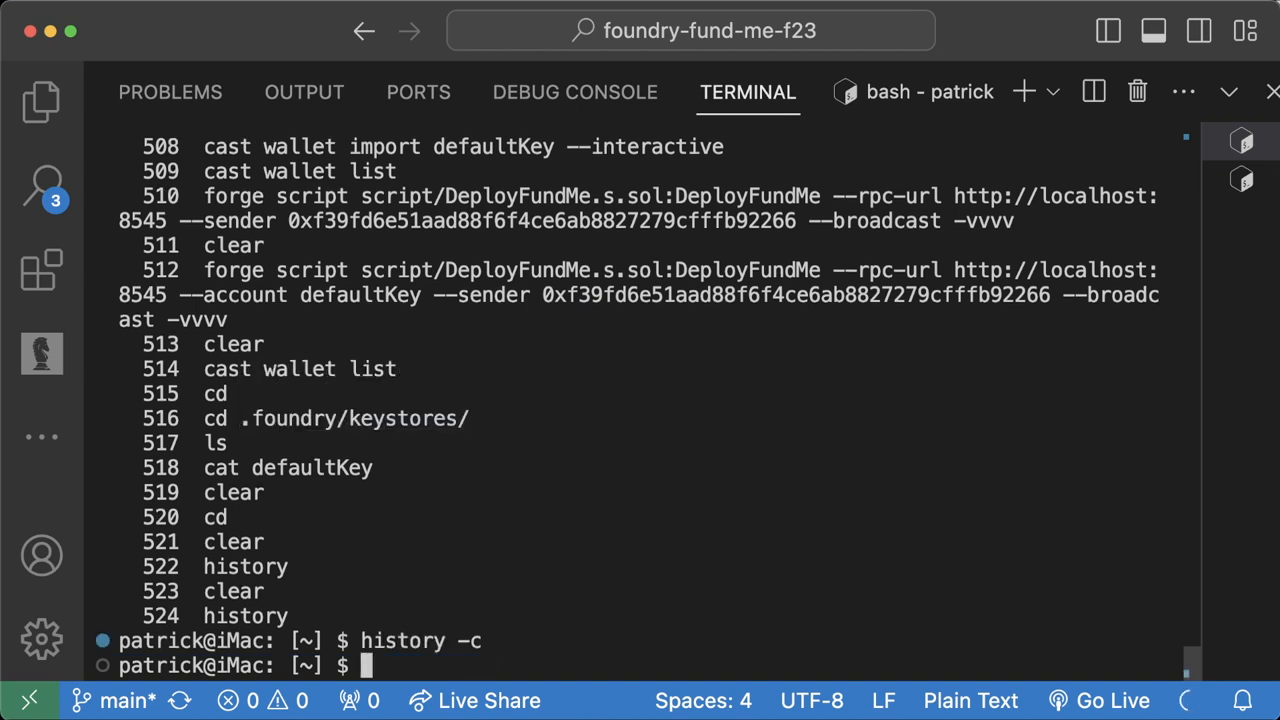 foundry-fund-me-f23
PROBLEMS OUTPUT PORTS DEBUG CONSOLE TERMINAL bash - patrick
508 cast wallet import defaultKey --interactive
509 cast wallet list
510 forge script script/DeployFundMe.s.sol:DeployFundMe --rpc-url http://localhost:
8545 --sender 0xf39fd6e51aad88f6f4ce6ab8827279cfffb92266 --broadcast -vvvv
511 clear
512 forge script script/DeployFundMe.s.sol:DeployFundMe --rpc-url http://localhost:
8545 --account defaultKey --sender 0xf39fd6e51aad88f6f4ce6ab8827279cfffb92266 --broadc
ast -vvvv
513 clear
514 cast wallet list
515 cd
516 cd .foundry/keystores/
517 ls
518 cat defaultKey
519 clear
520 cd
521 clear
522 history
523 clear
524 history
patrick@iMac: [~] $ history -c
patrick@iMac: [~] $
3
main* 0 0 0 Live Share Spaces: 4 UTF-8 LF Plain Text Go Live